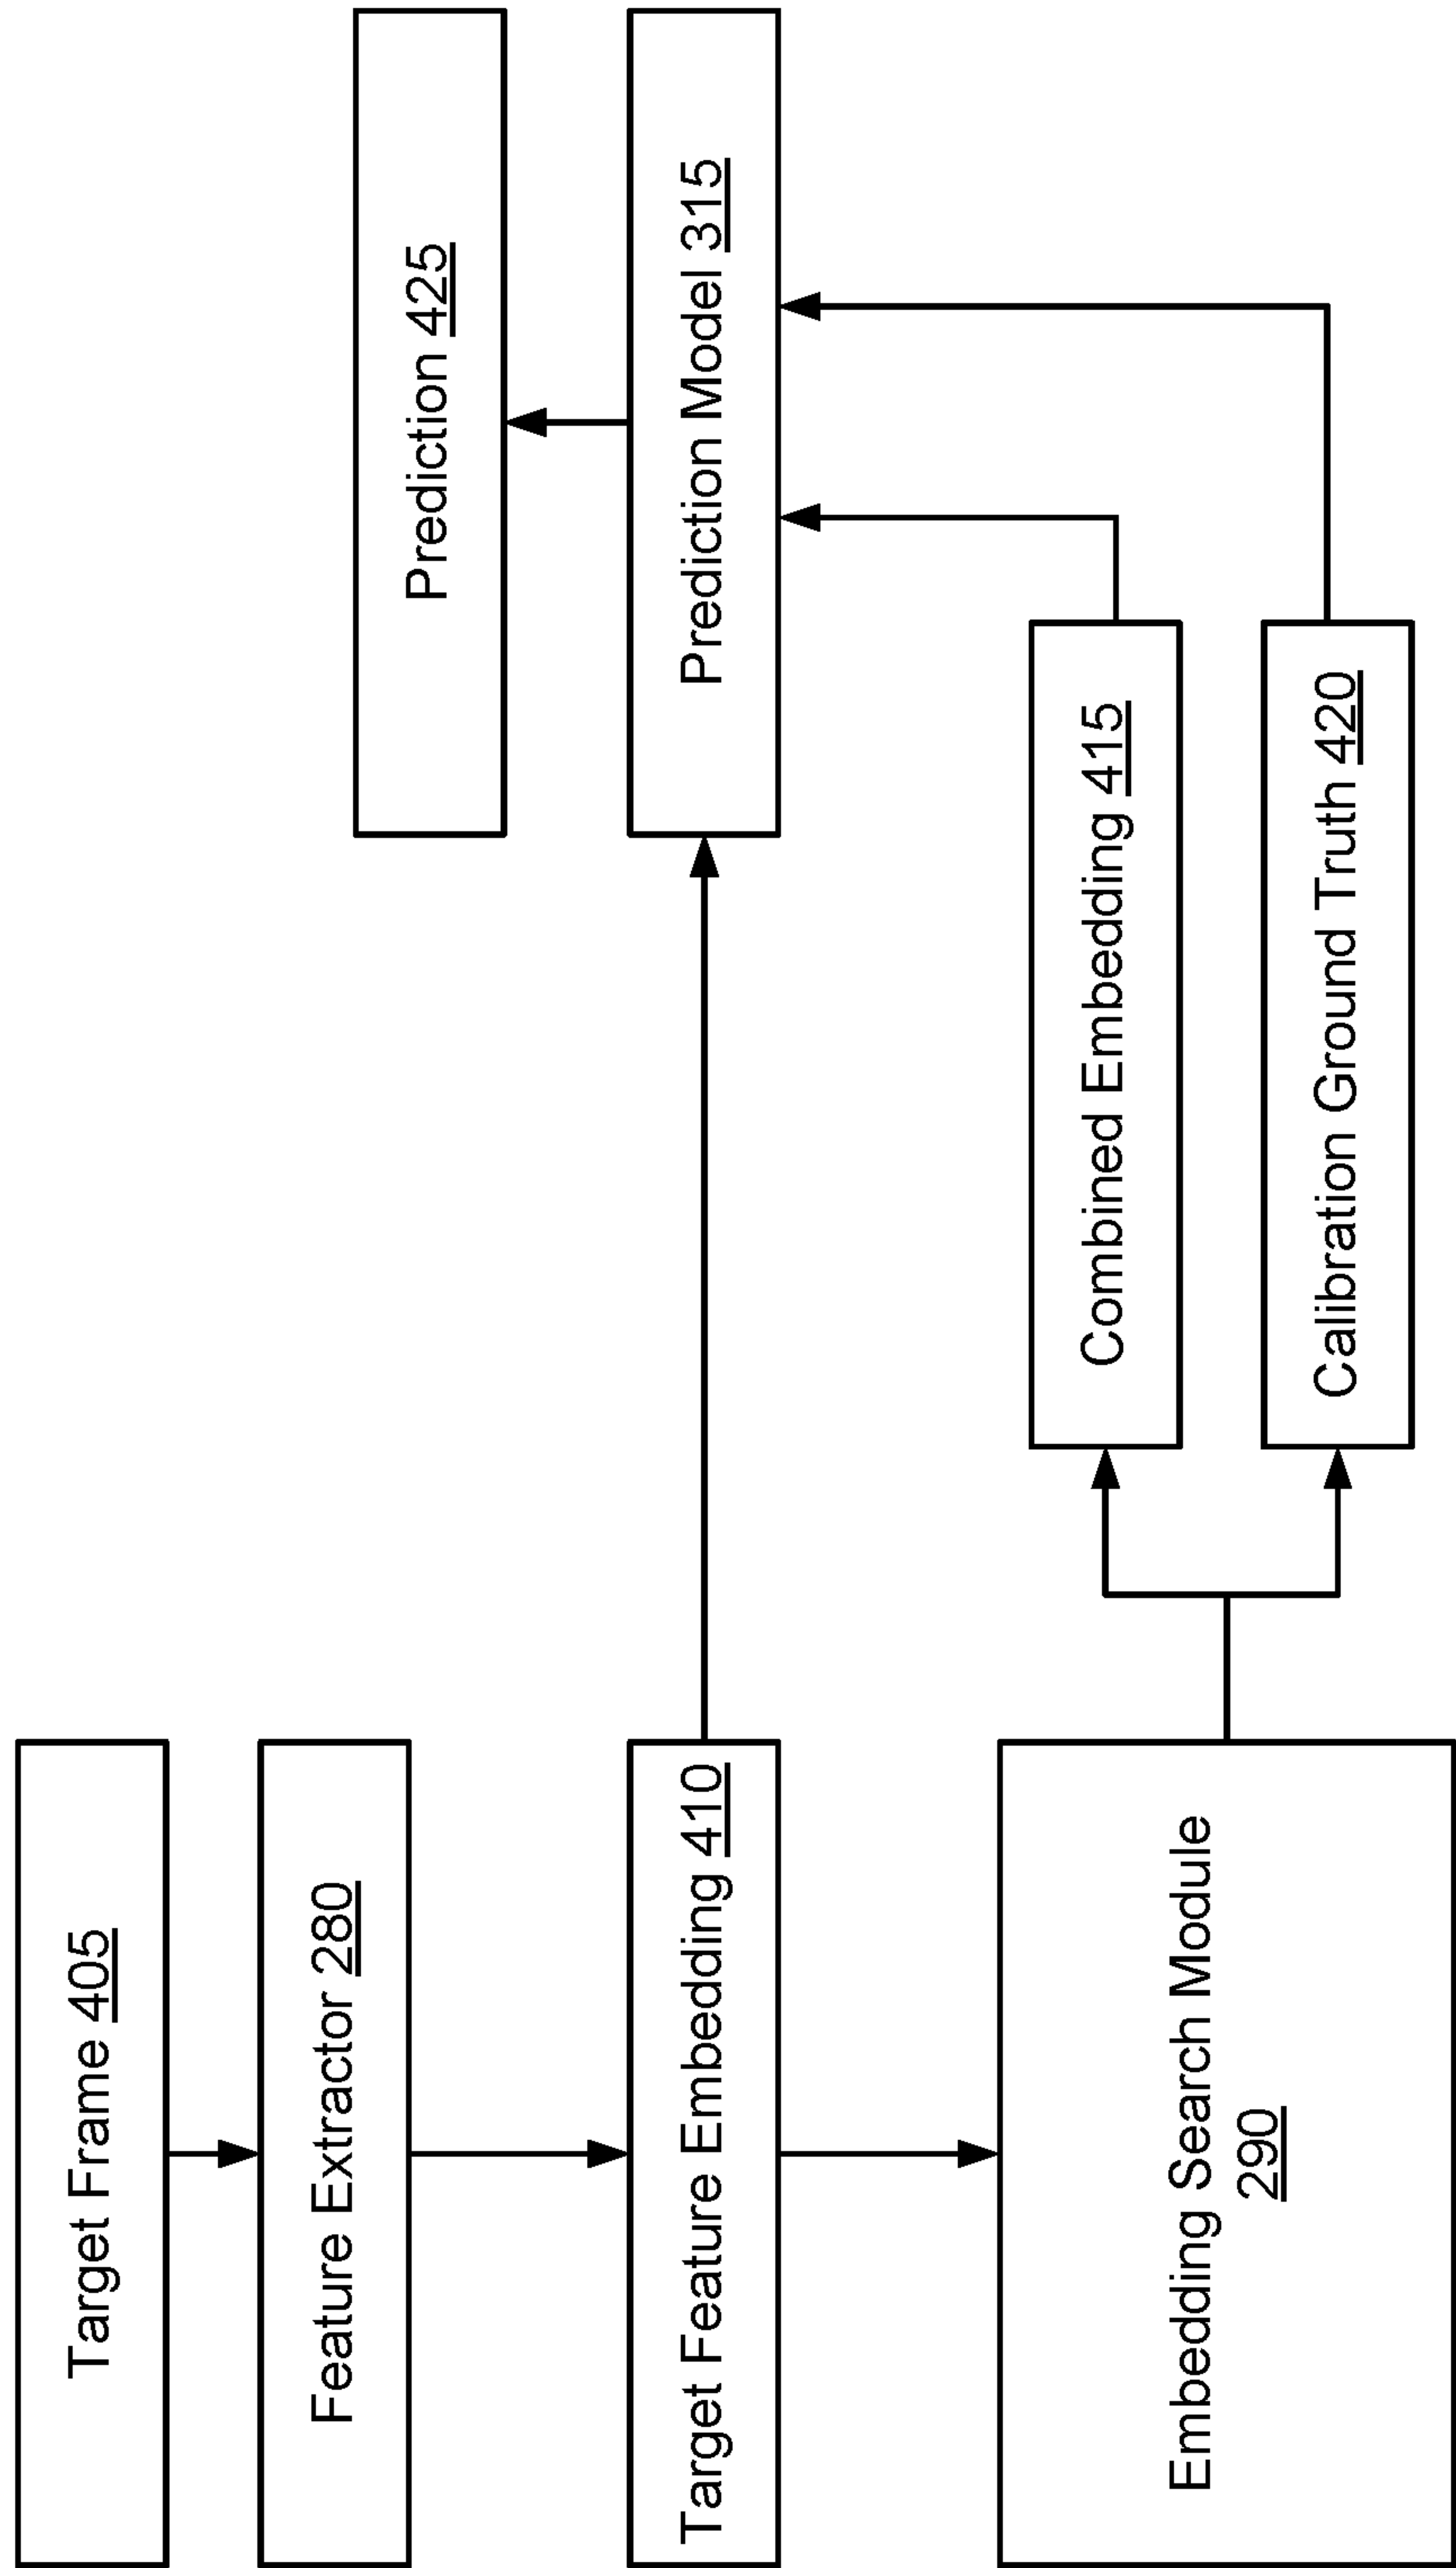 Target Frame 405
Feature Extractor 280
Target Feature Embedding 410
Embedding Search Module
290
Combined Embedding 415
Calibration Ground Truth 420
Prediction Model 315
Prediction 425